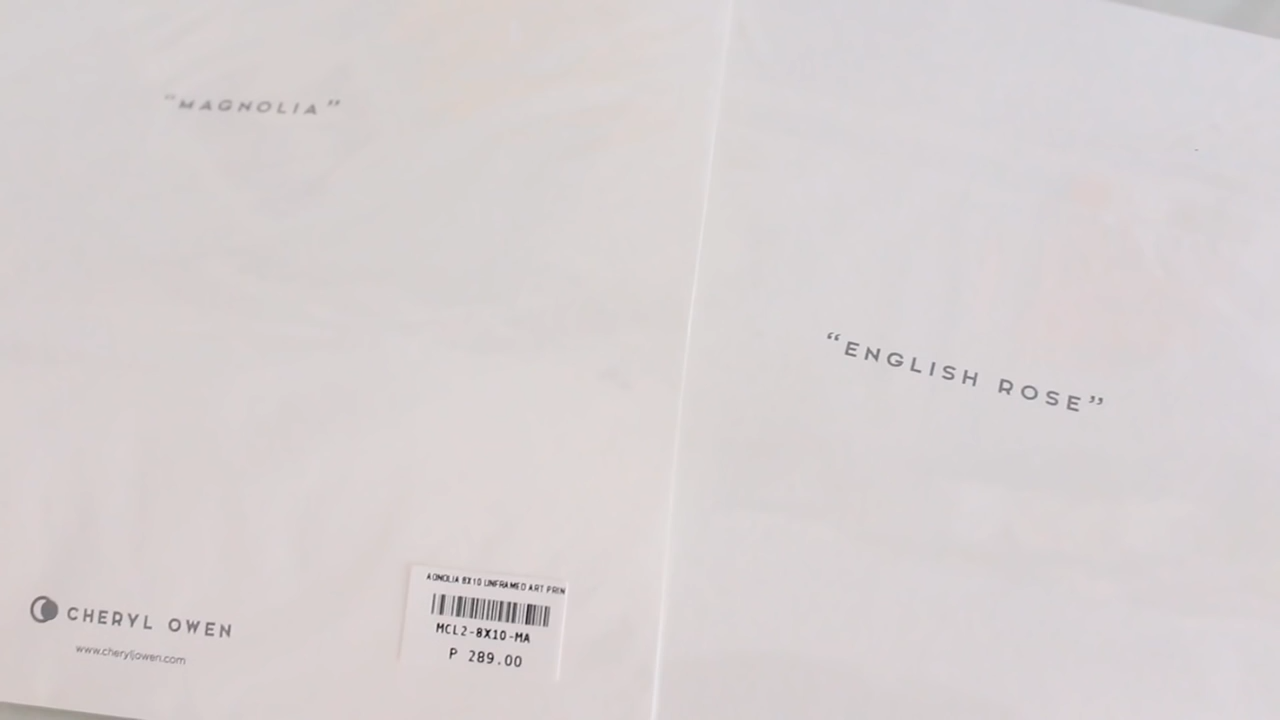 “MAGNOLIA”
“ENGLISH ROSE”
CHERYL OWEN
www.cheryljowen.com
AGNOLIA 8X10 UNFRAMED ART PRIN
MCL2-8X10-MA
P 289.00